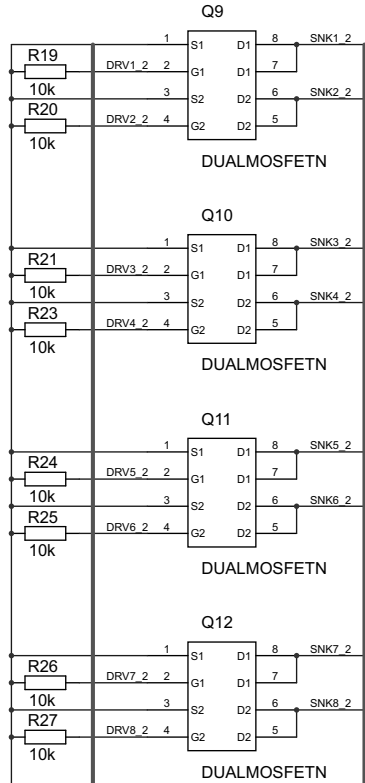 Q9
1 S1 D1 8 SNK1_2
R19
DRV1_2 2 G1 D1 7
10k
3 S2 D2 6 SNK2_2
R20
DRV2_2 4 G2 D2 5
10k
DUALMOSFETN
Q10
1 S1 D1 8 SNK3_2
R21
DRV3_2 2 G1 D1 7
10k
3 S2 D2 6 SNK4_2
R23
DRV4_2 4 G2 D2 5
10k
DUALMOSFETN
Q11
1 S1 D1 8 SNK5_2
R24
DRV5_2 2 G1 D1 7
10k
3 S2 D2 6 SNK6_2
R25
DRV6_2 4 G2 D2 5
10k
DUALMOSFETN
Q12
1 S1 D1 8 SNK7_2
R26
DRV7_2 2 G1 D1 7
10k
3 S2 D2 6 SNK8_2
R27
DRV8_2 4 G2 D2 5
10k
DUALMOSFETN